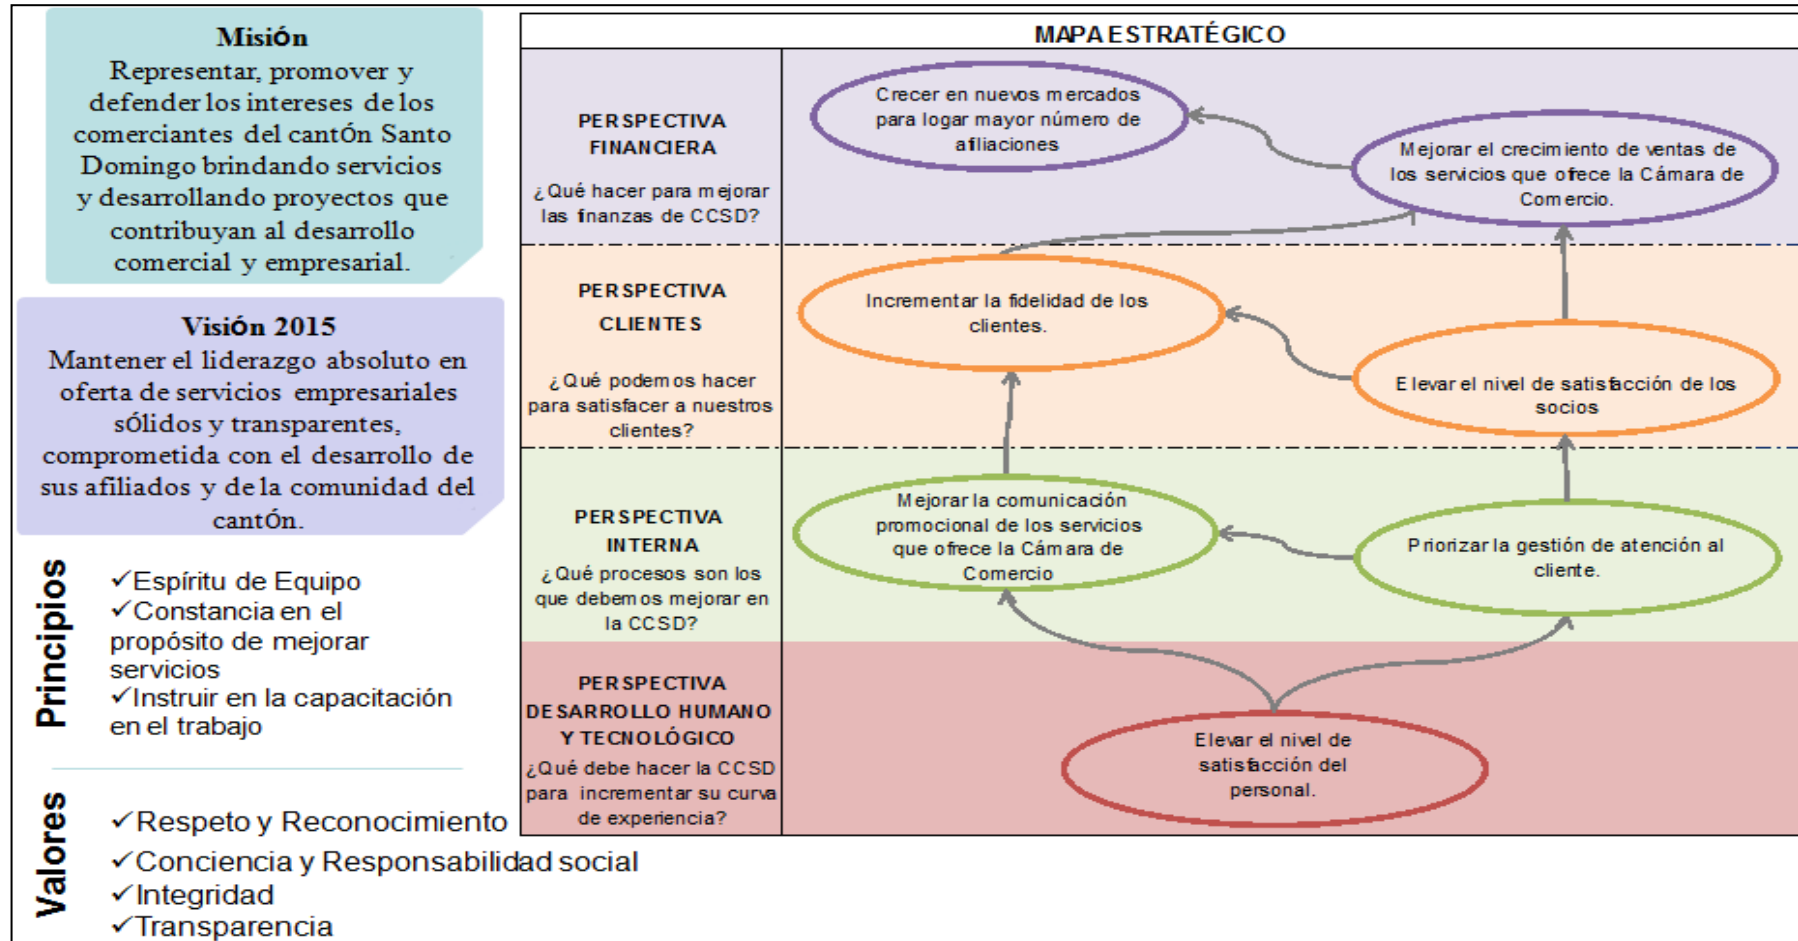 Misión
Representar, promover y
defender los intereses de los
comerciantes del cantón Santo
Domingo brindando servicios
y desarrollando proyectos que
contribuyan al desarrollo
comercial y empresarial.
Visión 2015
Mantener el liderazgo absoluto en
oferta de servicios empresariales
sólidos y transparentes,
comprometida con el desarrollo de
sus afiliados y de la comunidad del
cantón.
Principios
✓Espíritu de Equipo
✓Constancia en el
propósito de mejorar
servicios
✓Instruir en la capacitación
en el trabajo
Valores
✓Respeto y Reconocimiento
✓Conciencia y Responsabilidad social
✓Integridad
✓Transparencia
MAPA ESTRATÉGICO
PERSPECTIVA
FINANCIERA
¿Qué hacer para mejorar
las finanzas de CCSD?
Crecer en nuevos mercados
para logar mayor número de
afiliaciones
Mejorar el crecimiento de ventas de
los servicios que ofrece la Cámara de
Comercio.
PERSPECTIVA
CLIENTES
¿Qué podemos hacer
para satisfacer a nuestros
clientes?
Incrementar la fidelidad de los
clientes.
Elevar el nivel de satisfacción de los
socios
PERSPECTIVA
INTERNA
¿Qué procesos son los
que debemos mejorar en
la CCSD?
Mejorar la comunicación
promocional de los servicios
que ofrece la Cámara de
Comercio
Priorizar la gestión de atención al
cliente.
PERSPECTIVA
DESARROLLO HUMANO
Y TECNOLÓGICO
¿Qué debe hacer la CCSD
para incrementar su curva
de experiencia?
Elevar el nivel de
satisfacción del
personal.